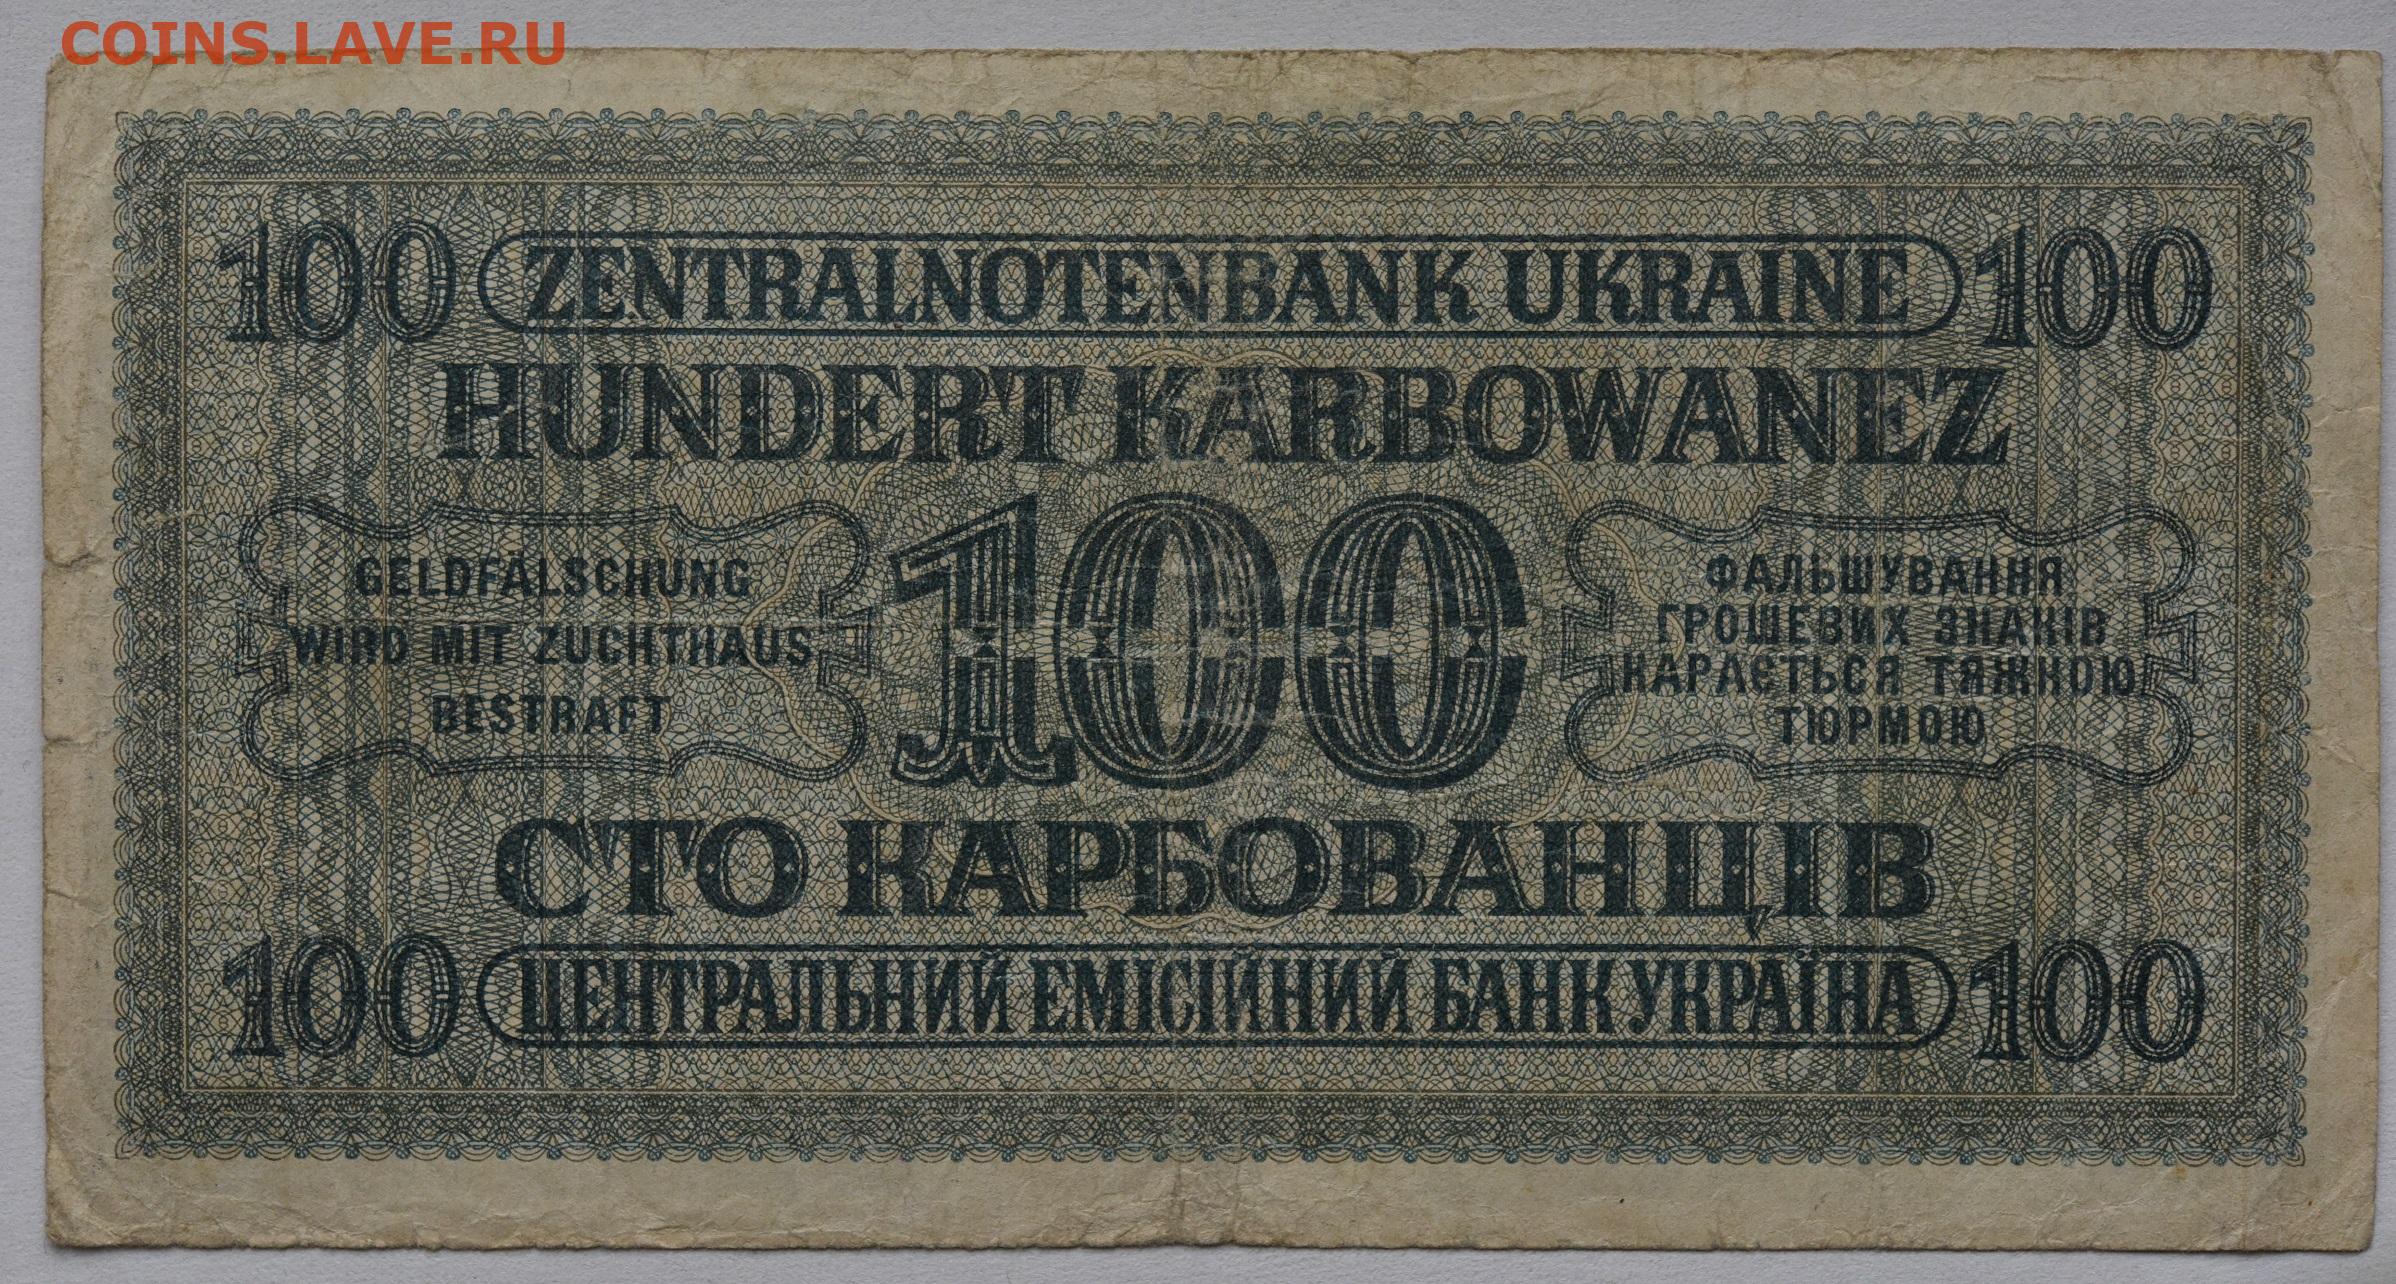 COINS.LAVE.RU
100 ZENTRALNOTENBANK UKRAINE 100
HUNDERT KARBOWANEZ
GELDFÄLSCHUNG
WIRD MIT ZUCHTHAUS
BESTRAFT
100
ФАЛЬШУВАННЯ
ГРОШЕВИХ ЗНАКІВ
КАРАЄТЬСЯ ТЯЖКОЮ
ТЮРМОЮ
СТО КАРБОВАНЦІВ
100 ЦЕНТРАЛЬНИЙ ЕМІСІЙНИЙ БАНК УКРАЇНА 100